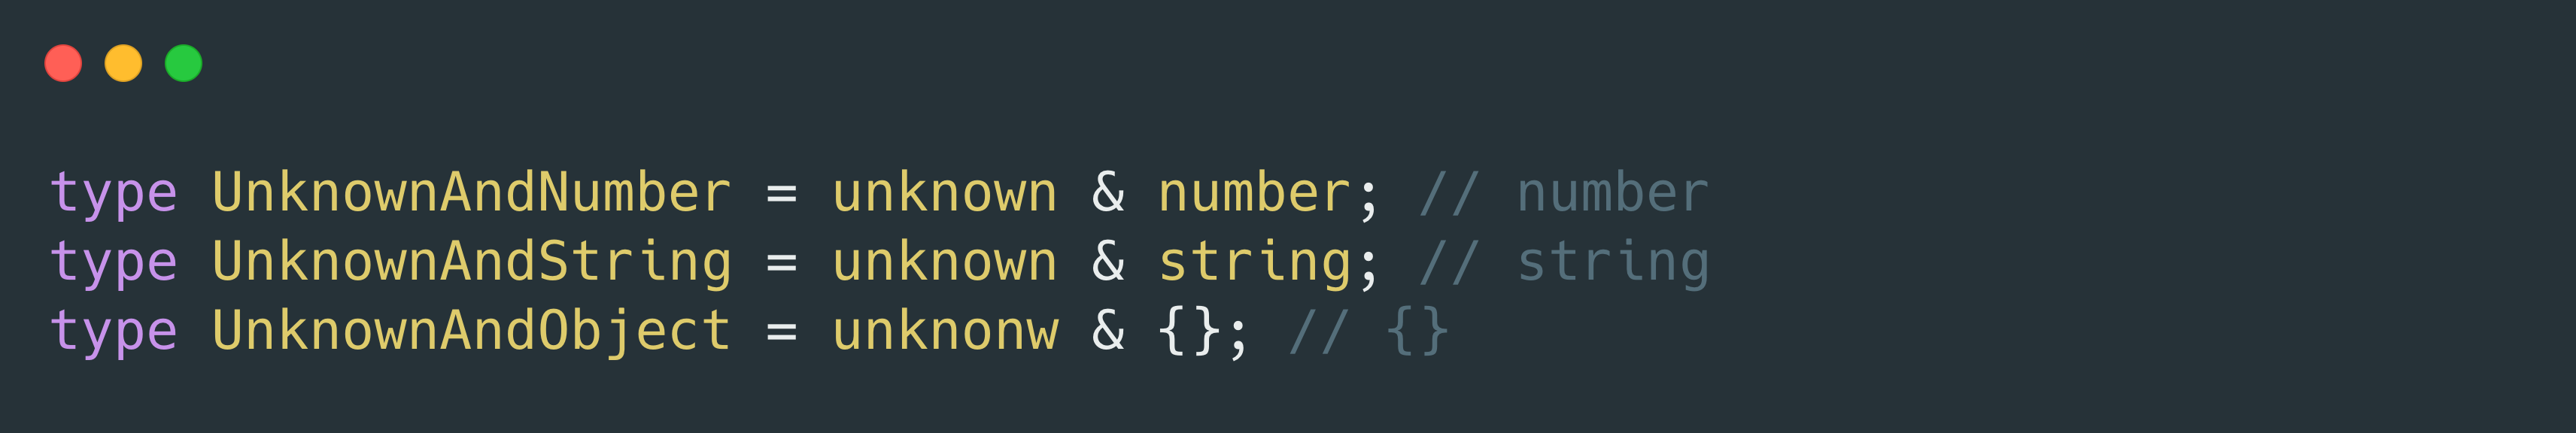 type UnknownAndNumber = unknown & number; // number
type UnknownAndString = unknown & string; // string
type UnknownAndObject = unknonw & {}; // {}